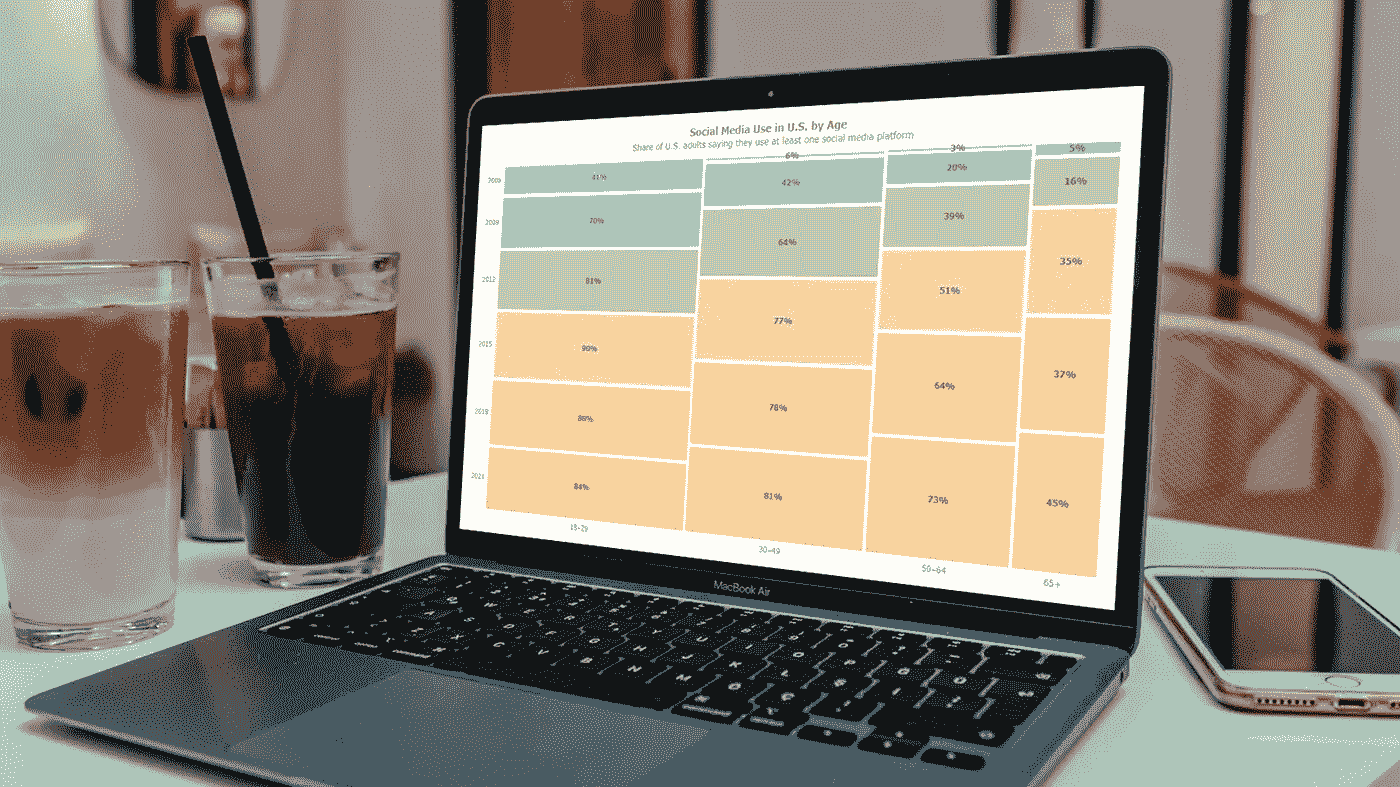 Social Media Use in U.S. by Age
Share of U.S. adults saying they use at least one social media platform
6% 3% 5%
41% 42% 20% 16%
2009 70% 64% 39% 35%
2012 81% 77% 51% 37%
2015 90% 78% 64% 45%
86% 81% 73%
2021 84%
18-29 30-49 50-64 65+
MacBook Air